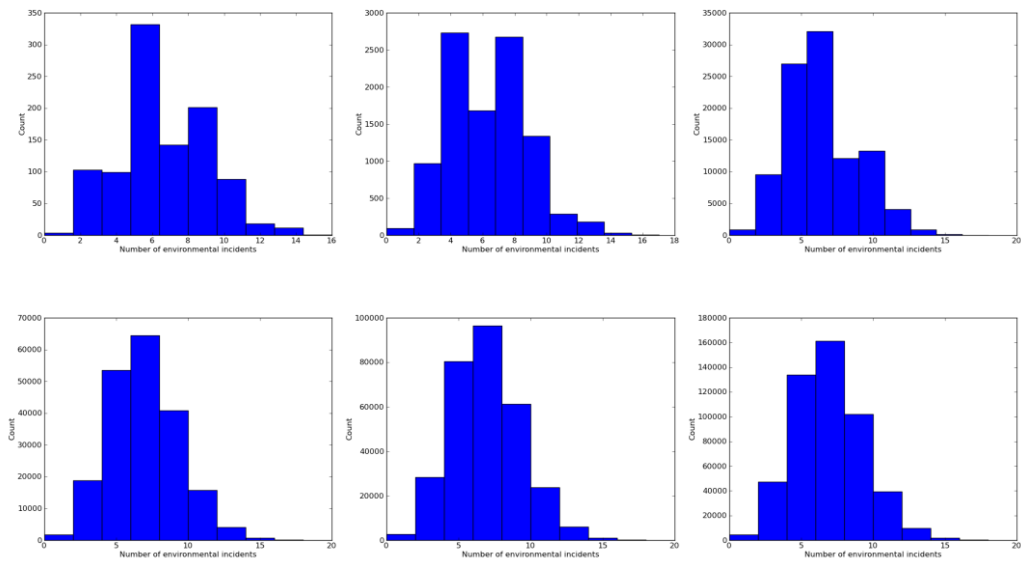 350
300
250
200
150
100
50
0
Count
0 2 4 6 8 10 12 14 16
Number of environmental incidents
3000
2500
2000
1500
1000
500
0
Count
0 2 4 6 8 10 12 14 16 18
Number of environmental incidents
35000
30000
25000
20000
15000
10000
5000
0
Count
0 5 10 15 20
Number of environmental incidents
70000
60000
50000
40000
30000
20000
10000
0
Count
0 5 10 15 20
Number of environmental incidents
100000
80000
60000
40000
20000
0
Count
0 5 10 15 20
Number of environmental incidents
180000
160000
140000
120000
100000
80000
60000
40000
20000
0
Count
0 5 10 15 20
Number of environmental incidents